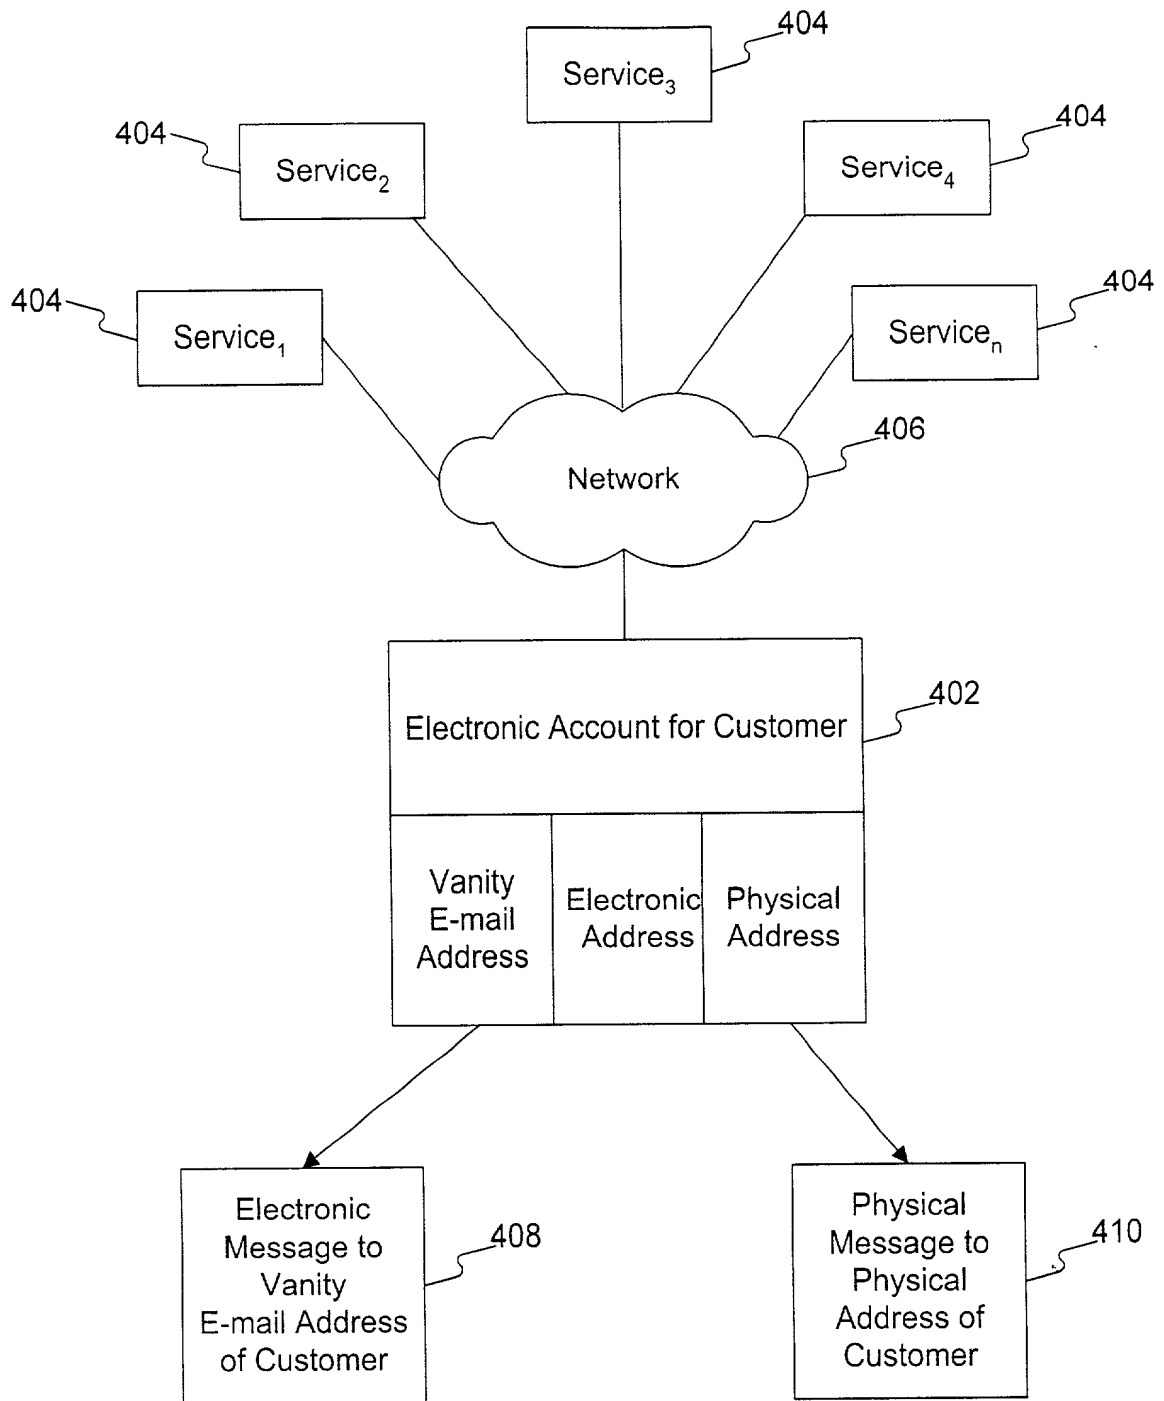 404
Service3
404
Service2
404
Service4
404
Service1
404
Servicen
406
Network
402
Electronic Account for Customer
Vanity
E-mail
Address
Electronic
Address
Physical
Address
Electronic
Message to
Vanity
E-mail Address
of Customer
408
Physical
Message to
Physical
Address of
Customer
410